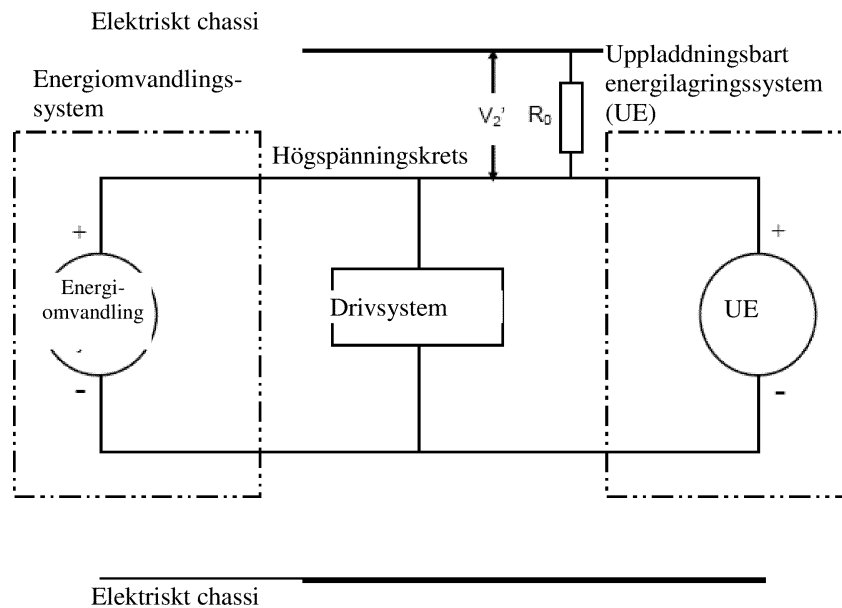 Elektriskt chassi
Energiomvandlings-
system
Uppladdningsbart
energilagringssystem
(UE)
V2'
R0
Högspänningskrets
+
+
Energi-
omvandling
Drivsystem
UE
-
-
Elektriskt chassi